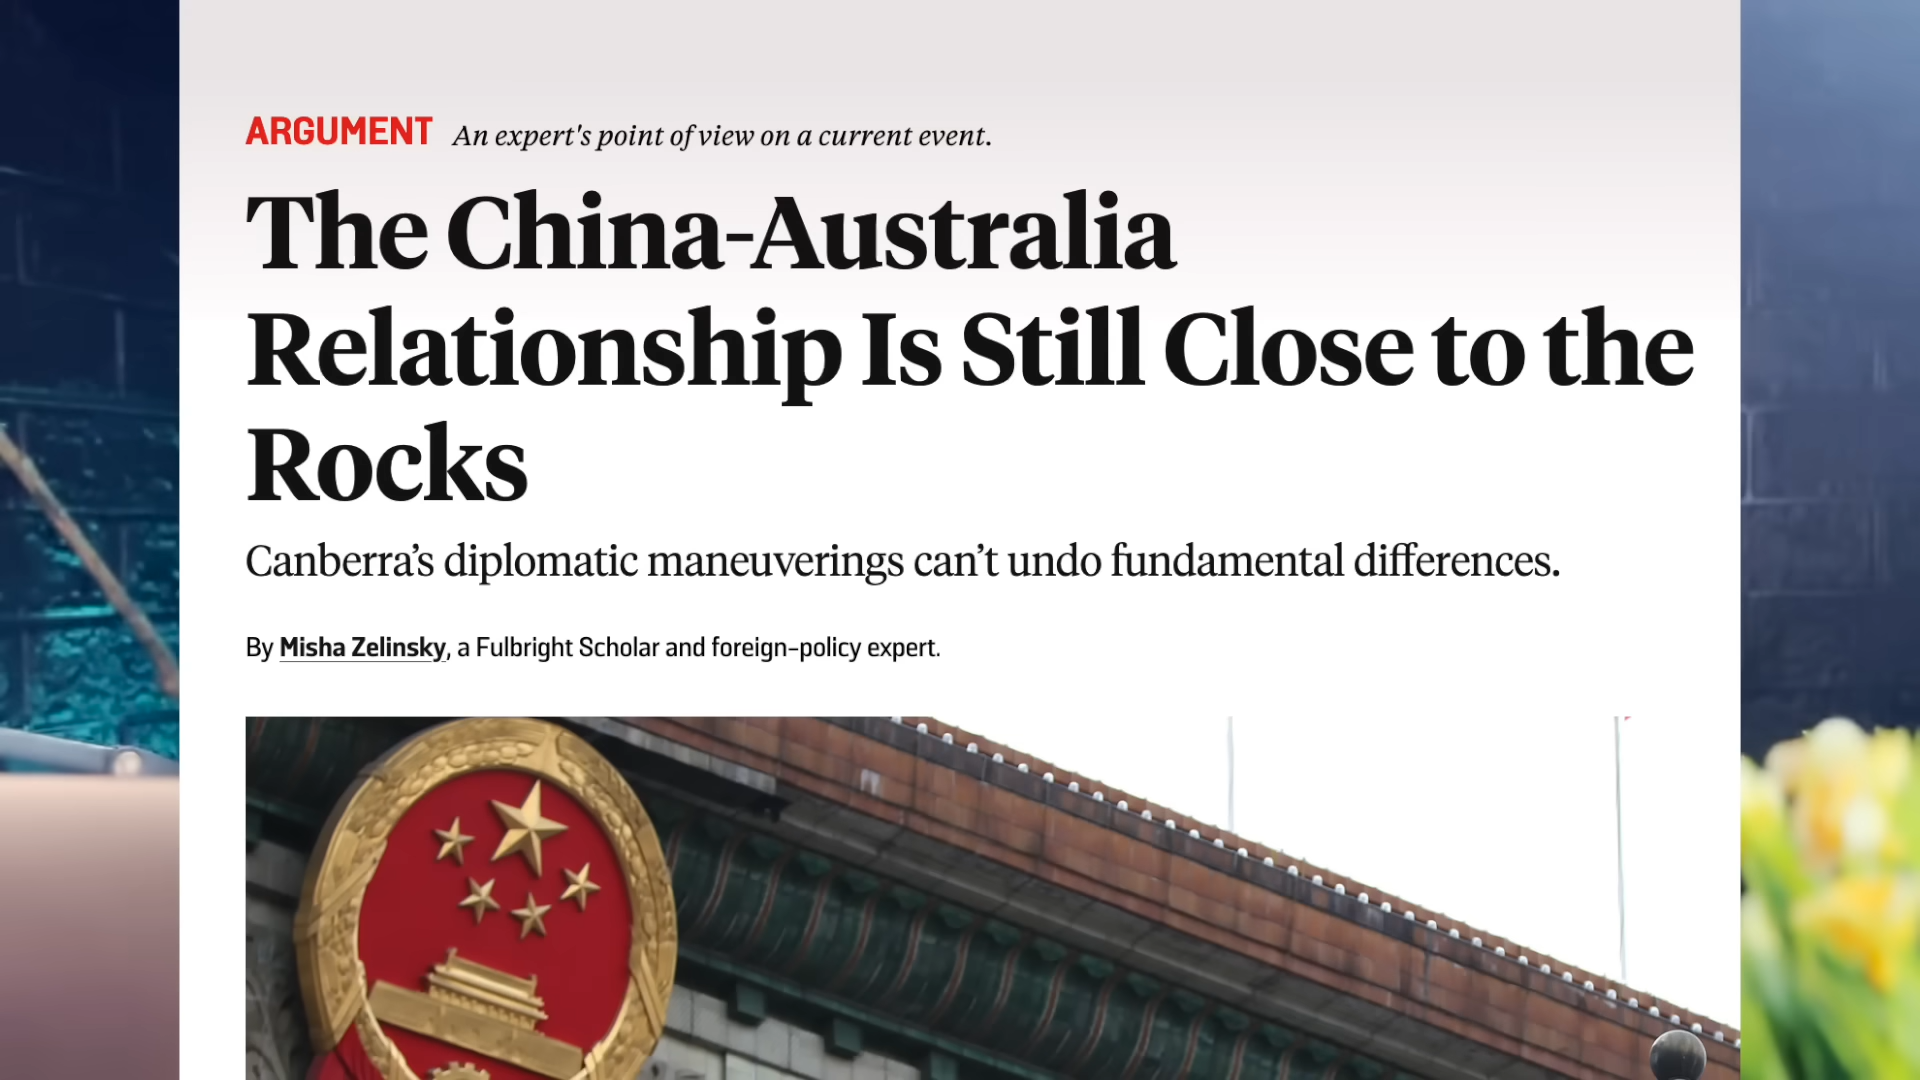 ARGUMENT An expert's point of view on a current event.
The China-Australia
Relationship Is Still Close to the
Rocks
Canberra’s diplomatic maneuverings can’t undo fundamental differences.
By Misha Zelinsky, a Fulbright Scholar and foreign-policy expert.